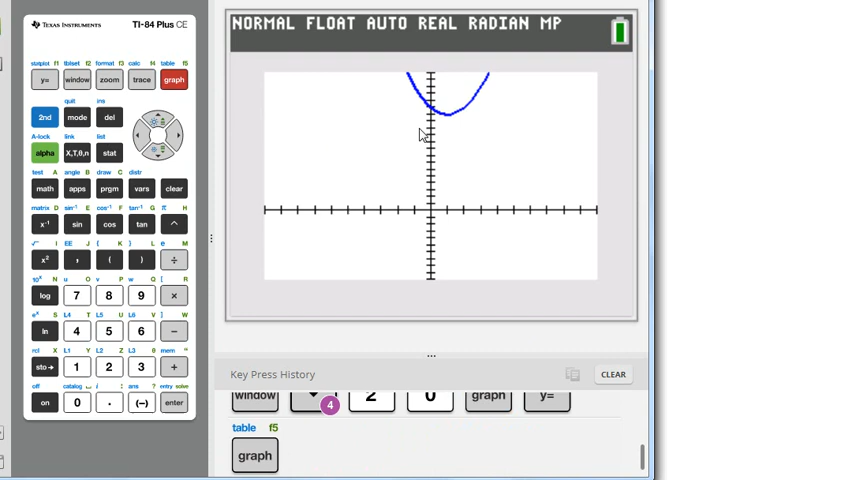 TEXAS INSTRUMENTS TI-84 Plus CE
NORMAL FLOAT AUTO REAL RADIAN MP
statplot f1 tblset f2 format f3 calc f4 table f5
y= window zoom trace graph
quit ins
2nd mode del
A-lock link list
alpha X,T,θ,n stat
test A angle B draw C distr
math apps prgm vars clear
matrix D sin⁻¹ E cos⁻¹ F tan⁻¹ G π H
x⁻¹ sin cos tan ^
√ I EE J { K } L e M
x² , ( ) ÷
10ˣ N u O v P w Q [ R
log 7 8 9 ×
eˣ S L4 T L5 U L6 V ] W
ln 4 5 6 −
rcl X L1 Y L2 Z L3 θ mem "
sto→ 1 2 3 +
off catalog i : ans ? entry solve
on 0 . (−) enter
Key Press History
CLEAR
window 4 2 0 graph y=
table f5
graph